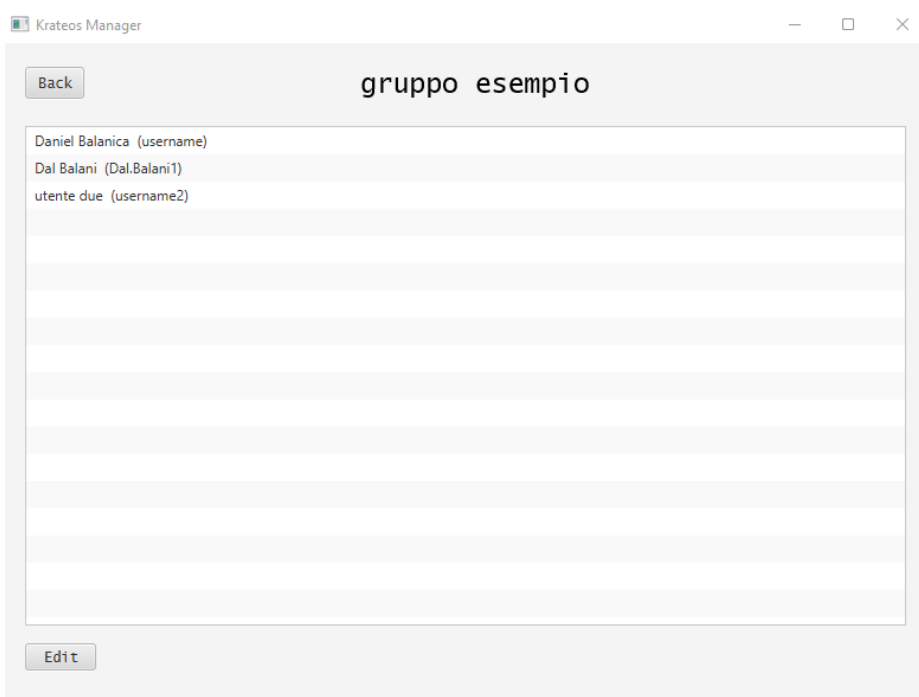 Krateos Manager
Back
gruppo esempio
Daniel Balanica (username)
Dal Balani (Dal.Balani1)
utente due (username2)
Edit